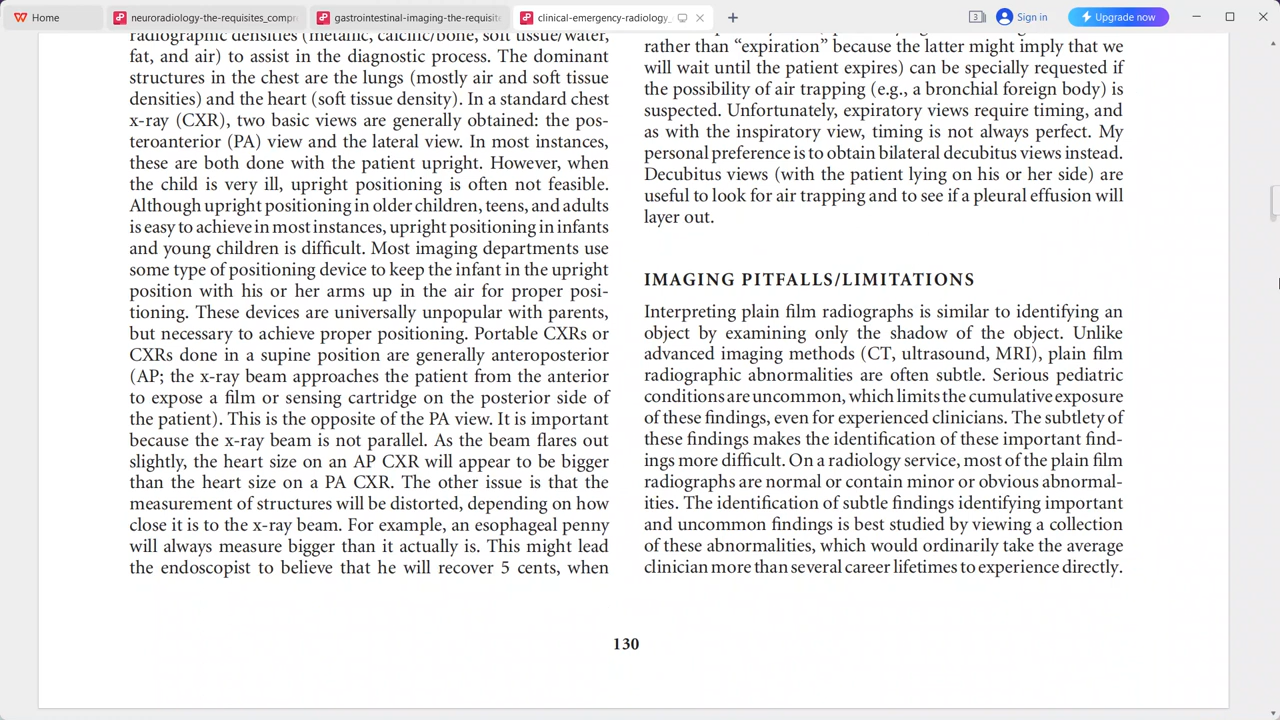 Home
neuroradiology-the-requisites_compr
gastrointestinal-imaging-the-requisite
clinical-emergency-radiology_
3
Sign in
Upgrade now
radiographic densities (metallic, calcific/bone, soft tissue/water,
fat, and air) to assist in the diagnostic process. The dominant
structures in the chest are the lungs (mostly air and soft tissue
densities) and the heart (soft tissue density). In a standard chest
x-ray (CXR), two basic views are generally obtained: the pos-
teroanterior (PA) view and the lateral view. In most instances,
these are both done with the patient upright. However, when
the child is very ill, upright positioning is often not feasible.
Although upright positioning in older children, teens, and adults
is easy to achieve in most instances, upright positioning in infants
and young children is difficult. Most imaging departments use
some type of positioning device to keep the infant in the upright
position with his or her arms up in the air for proper posi-
tioning. These devices are universally unpopular with parents,
but necessary to achieve proper positioning. Portable CXRs or
CXRs done in a supine position are generally anteroposterior
(AP; the x-ray beam approaches the patient from the anterior
to expose a film or sensing cartridge on the posterior side of
the patient). This is the opposite of the PA view. It is important
because the x-ray beam is not parallel. As the beam flares out
slightly, the heart size on an AP CXR will appear to be bigger
than the heart size on a PA CXR. The other issue is that the
measurement of structures will be distorted, depending on how
close it is to the x-ray beam. For example, an esophageal penny
will always measure bigger than it actually is. This might lead
the endoscopist to believe that he will recover 5 cents, when
rather than “expiration” because the latter might imply that we
will wait until the patient expires) can be specially requested if
the possibility of air trapping (e.g., a bronchial foreign body) is
suspected. Unfortunately, expiratory views require timing, and
as with the inspiratory view, timing is not always perfect. My
personal preference is to obtain bilateral decubitus views instead.
Decubitus views (with the patient lying on his or her side) are
useful to look for air trapping and to see if a pleural effusion will
layer out.
IMAGING PITFALLS/LIMITATIONS
Interpreting plain film radiographs is similar to identifying an
object by examining only the shadow of the object. Unlike
advanced imaging methods (CT, ultrasound, MRI), plain film
radiographic abnormalities are often subtle. Serious pediatric
conditions are uncommon, which limits the cumulative exposure
of these findings, even for experienced clinicians. The subtlety of
these findings makes the identification of these important find-
ings more difficult. On a radiology service, most of the plain film
radiographs are normal or contain minor or obvious abnormal-
ities. The identification of subtle findings identifying important
and uncommon findings is best studied by viewing a collection
of these abnormalities, which would ordinarily take the average
clinician more than several career lifetimes to experience directly.
130